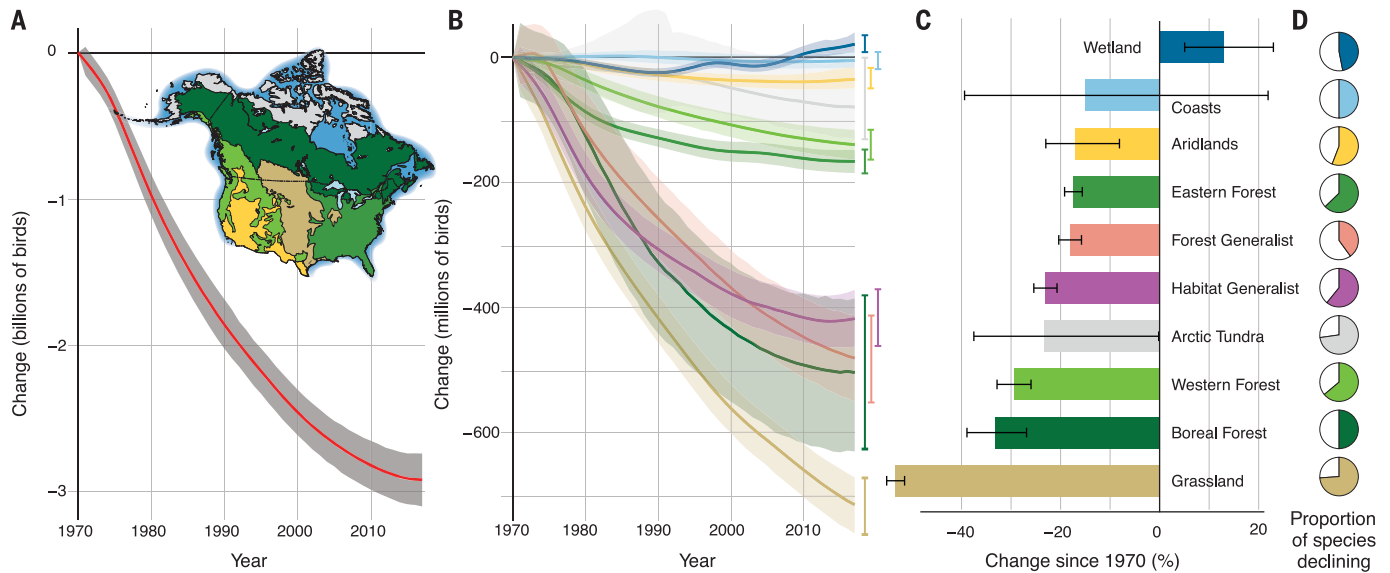 A
0
−1
−2
−3
Change (billions of birds)
1970
1980
1990
2000
2010
Year
B
0
−200
−400
−600
Change (millions of birds)
1970
1980
1990
2000
2010
Year
C
Wetland
Coasts
Aridlands
Eastern Forest
Forest Generalist
Habitat Generalist
Arctic Tundra
Western Forest
Boreal Forest
Grassland
−40
−20
0
20
Change since 1970 (%)
D
Proportion
of species
declining